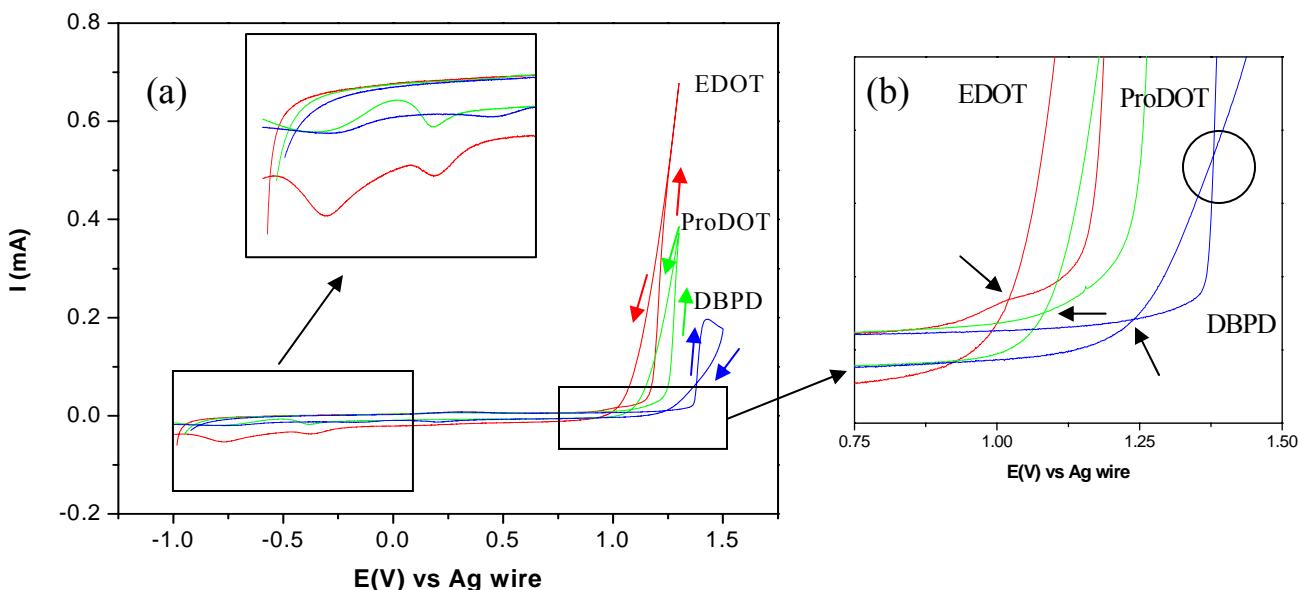 0.8
0.6
0.4
0.2
0.0
-0.2
I (mA)
(a)
EDOT
ProDOT
DBPD
-1.0 -0.5 0.0 0.5 1.0 1.5
E(V) vs Ag wire
(b)
EDOT
ProDOT
DBPD
0.75 1.00 1.25 1.50
E(V) vs Ag wire